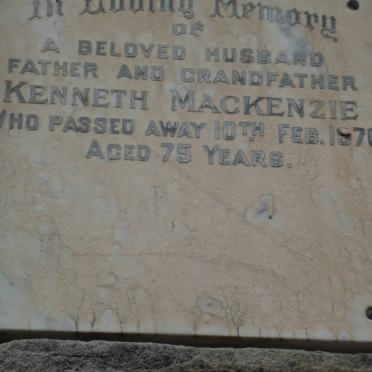 In Loving Memory
OF
A BELOVED HUSBAND
FATHER AND GRANDFATHER
KENNETH MACKENZIE
WHO PASSED AWAY 10TH FEB. 1970
AGED 75 YEARS.